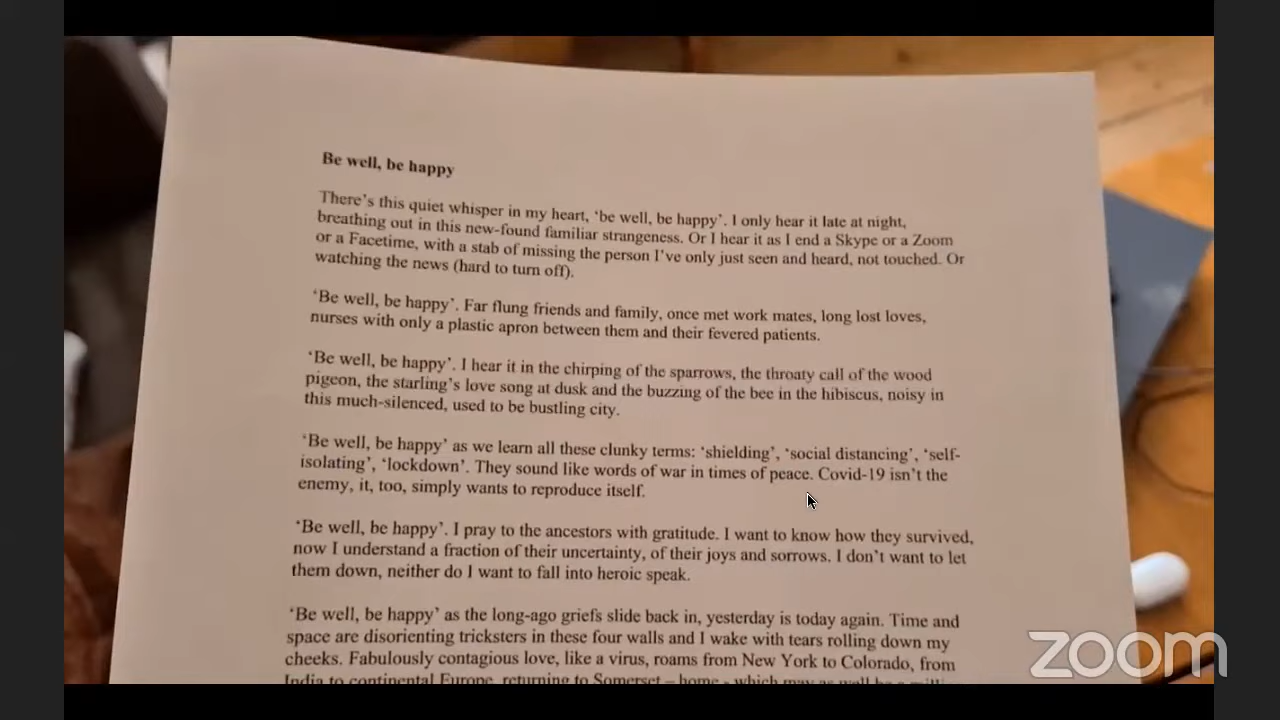 Be well, be happy
There's this quiet whisper in my heart, 'be well, be happy'. I only hear it late at night,
breathing out in this new-found familiar strangeness. Or I hear it as I end a Skype or a Zoom
or a Facetime, with a stab of missing the person I've only just seen and heard, not touched. Or
watching the news (hard to turn off).
'Be well, be happy'. Far flung friends and family, once met work mates, long lost loves,
nurses with only a plastic apron between them and their fevered patients.
'Be well, be happy'. I hear it in the chirping of the sparrows, the throaty call of the wood
pigeon, the starling's love song at dusk and the buzzing of the bee in the hibiscus, noisy in
this much-silenced, used to be bustling city.
'Be well, be happy' as we learn all these clunky terms: 'shielding', 'social distancing', 'self-
isolating', 'lockdown'. They sound like words of war in times of peace. Covid-19 isn't the
enemy, it, too, simply wants to reproduce itself.
'Be well, be happy'. I pray to the ancestors with gratitude. I want to know how they survived,
now I understand a fraction of their uncertainty, of their joys and sorrows. I don't want to let
them down, neither do I want to fall into heroic speak.
'Be well, be happy' as the long-ago griefs slide back in, yesterday is today again. Time and
space are disorienting tricksters in these four walls and I wake with tears rolling down my
cheeks. Fabulously contagious love, like a virus, roams from New York to Colorado, from
India to continental Europe, returning to Somerset – home - which may as well be a
zoom